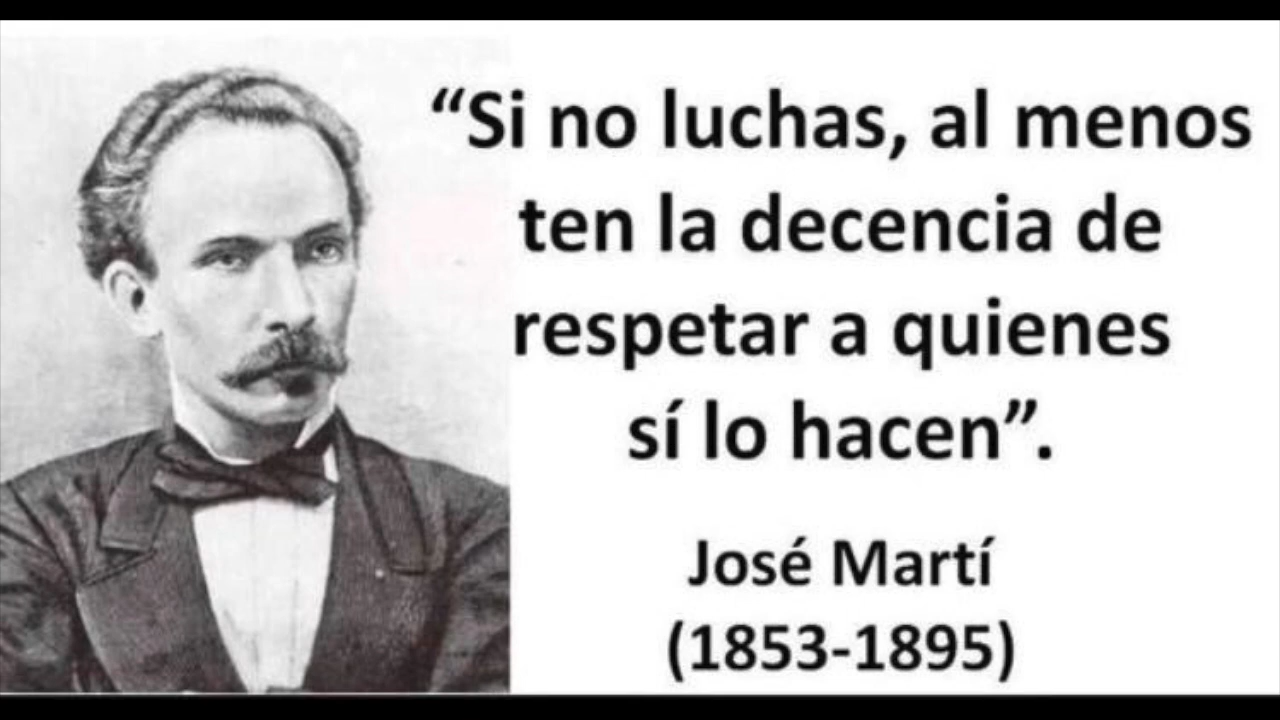 “Si no luchas, al menos
ten la decencia de
respetar a quienes
sí lo hacen”.
José Martí
(1853-1895)